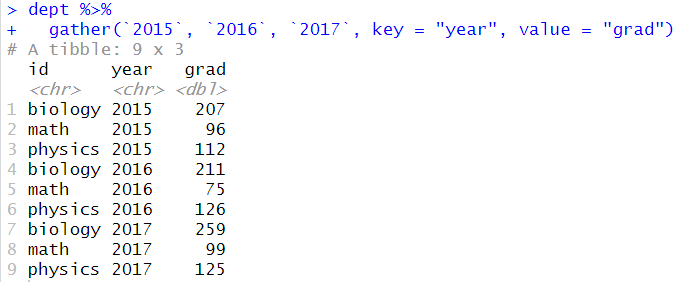 > dept %>%
+   gather(`2015`, `2016`, `2017`, key = "year", value = "grad")
# A tibble: 9 x 3
  id      year   grad
  <chr>   <chr> <dbl>
1 biology 2015    207
2 math    2015     96
3 physics 2015    112
4 biology 2016    211
5 math    2016     75
6 physics 2016    126
7 biology 2017    259
8 math    2017     99
9 physics 2017    125